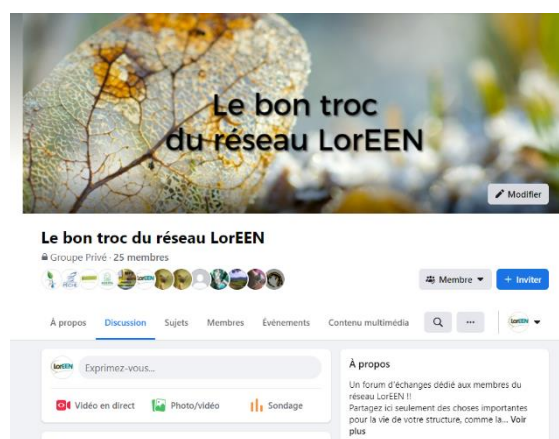 Le bon troc
du réseau LorEEN
Modifier
Le bon troc du réseau LorEEN
Groupe Privé · 25 membres
Membre
+ Inviter
À propos
Discussion
Sujets
Membres
Événements
Contenu multimédia
LorEEN
LorEEN
Exprimez-vous...
Vidéo en direct
Photo/vidéo
Sondage
À propos
Un forum d'échanges dédié aux membres du
réseau LorEEN !!
Partagez ici seulement des choses importantes
pour la vie de votre structure, comme la... Voir
plus